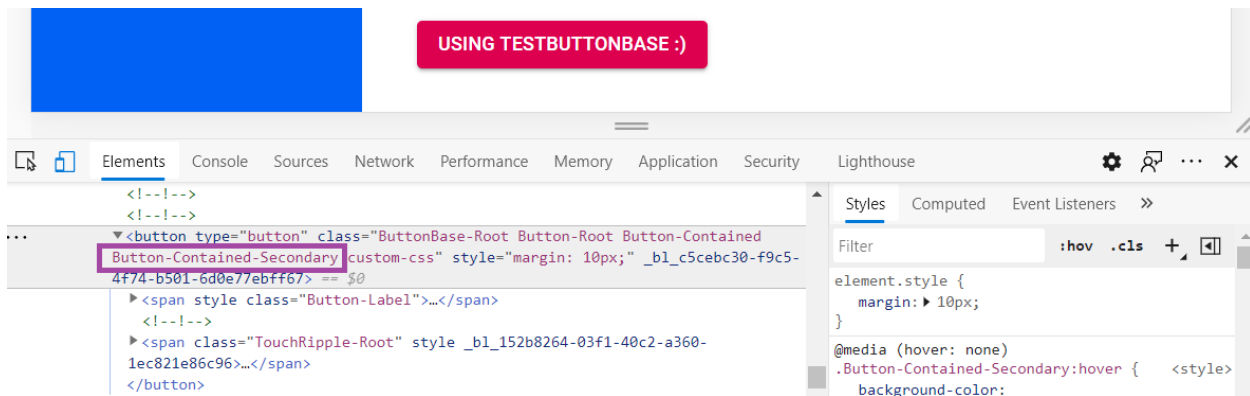 USING TESTBUTTONBASE :)
Elements Console Sources Network Performance Memory Application Security Lighthouse
<!--!-->
<!--!-->
... ▼<button type="button" class="ButtonBase-Root Button-Root Button-Contained
Button-Contained-Secondary custom-css" style="margin: 10px;" _bl_c5cebc30-f9c5-
4f74-b501-6d0e77ebff67> == $0
▶<span style class="Button-Label">…</span>
<!--!-->
▶<span class="TouchRipple-Root" style _bl_152b8264-03f1-40c2-a360-
1ec821e86c96>…</span>
</button>
Styles Computed Event Listeners »
Filter :hov .cls +
element.style {
margin: ▶ 10px;
}
@media (hover: none)
.Button-Contained-Secondary:hover { <style>
background-color: